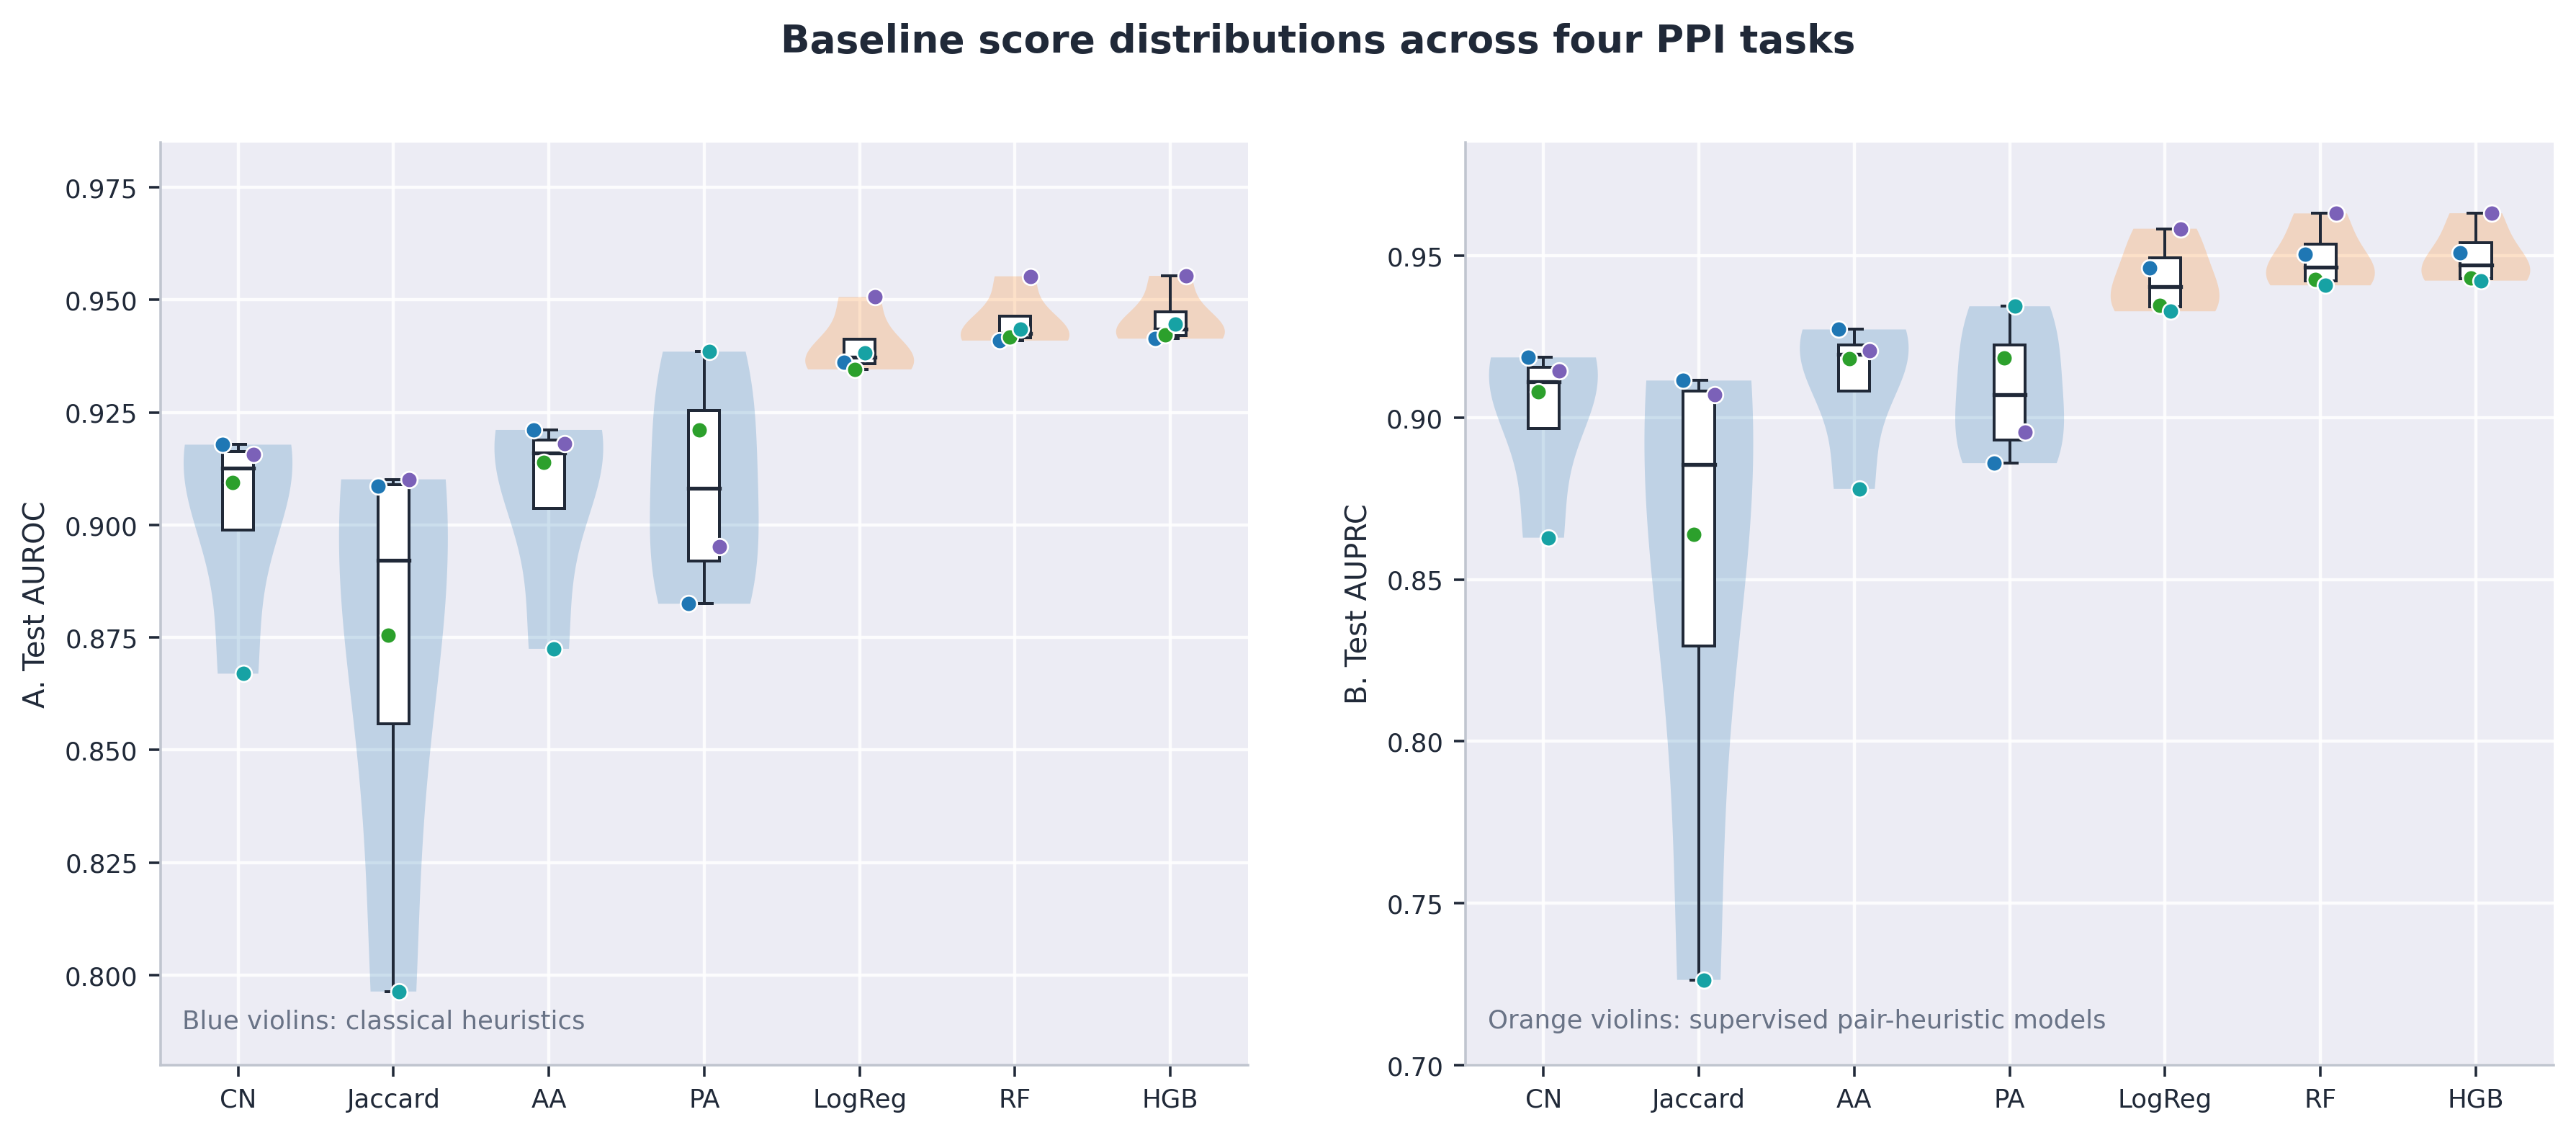 Baseline score distributions across four PPI tasks
A. Test AUROC
0.975
0.950
0.925
0.900
0.875
0.850
0.825
0.800
Blue violins: classical heuristics
CN Jaccard AA PA LogReg RF HGB
B. Test AUPRC
0.95
0.90
0.85
0.80
0.75
0.70
Orange violins: supervised pair-heuristic models
CN Jaccard AA PA LogReg RF HGB